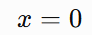 x = 0